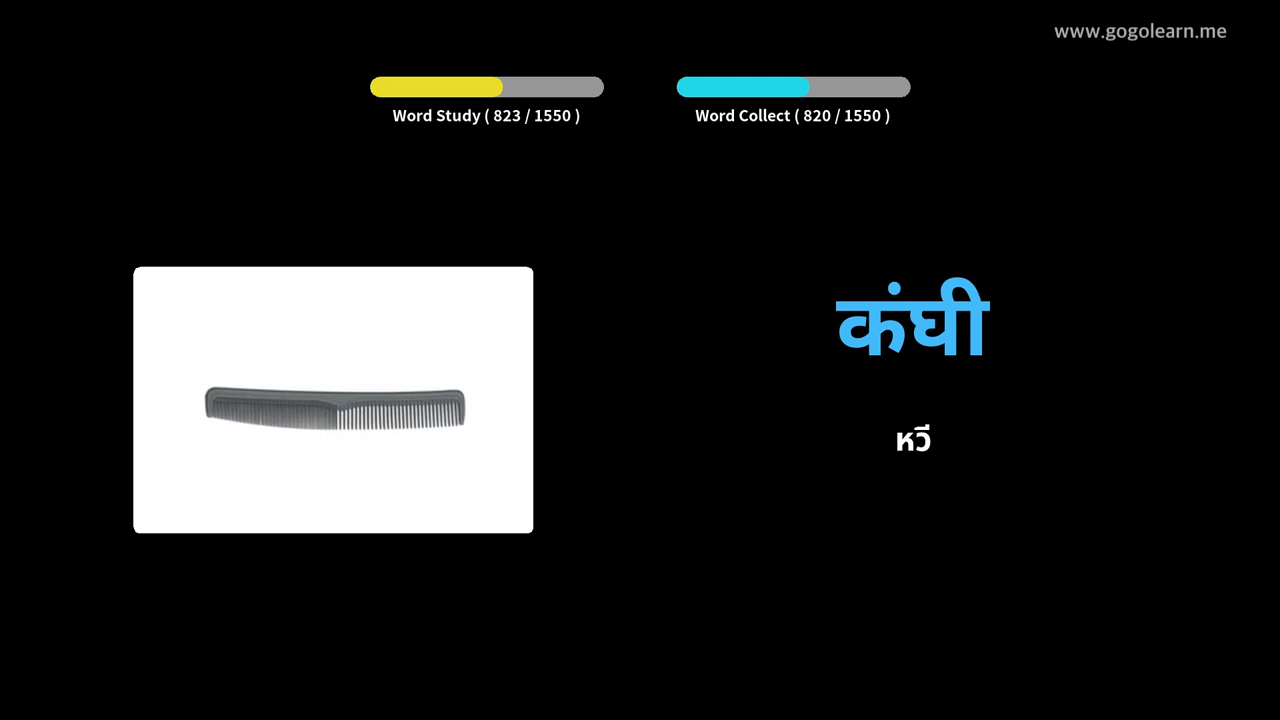 www.gogolearn.me
Word Study ( 823 / 1550 )
Word Collect ( 820 / 1550 )
कंघी
หวี